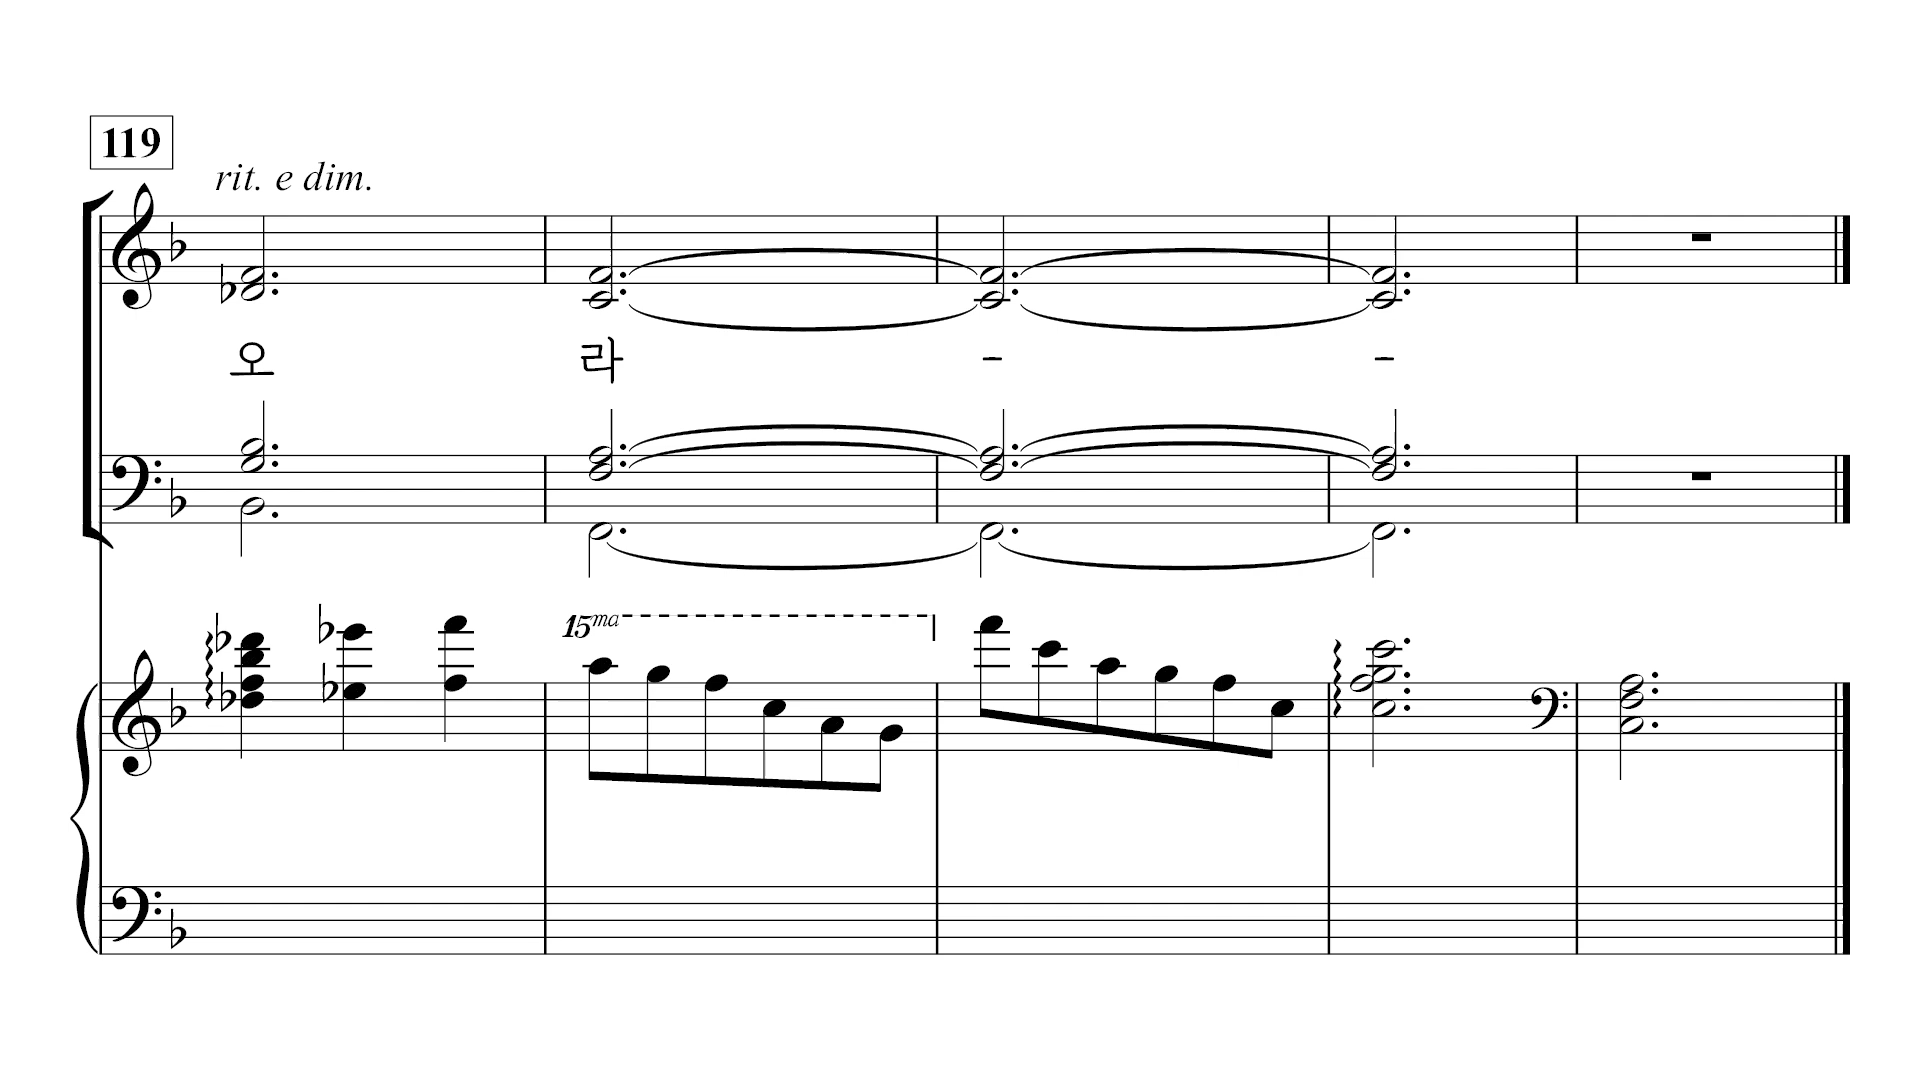 119
rit. e dim.
오 라 - -
15ma